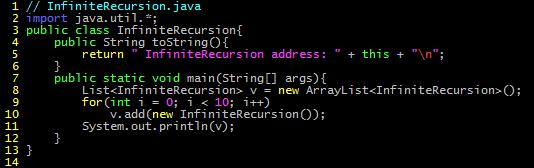 1 // InfiniteRecursion.java
2 import java.util.*;
3 public class InfiniteRecursion{
4     public String toString(){
5         return " InfiniteRecursion address: " + this + "\n";
6     }
7     public static void main(String[] args){
8         List<InfiniteRecursion> v = new ArrayList<InfiniteRecursion>();
9         for(int i = 0; i < 10; i++)
10             v.add(new InfiniteRecursion());
11         System.out.println(v);
12     }
13 }
14